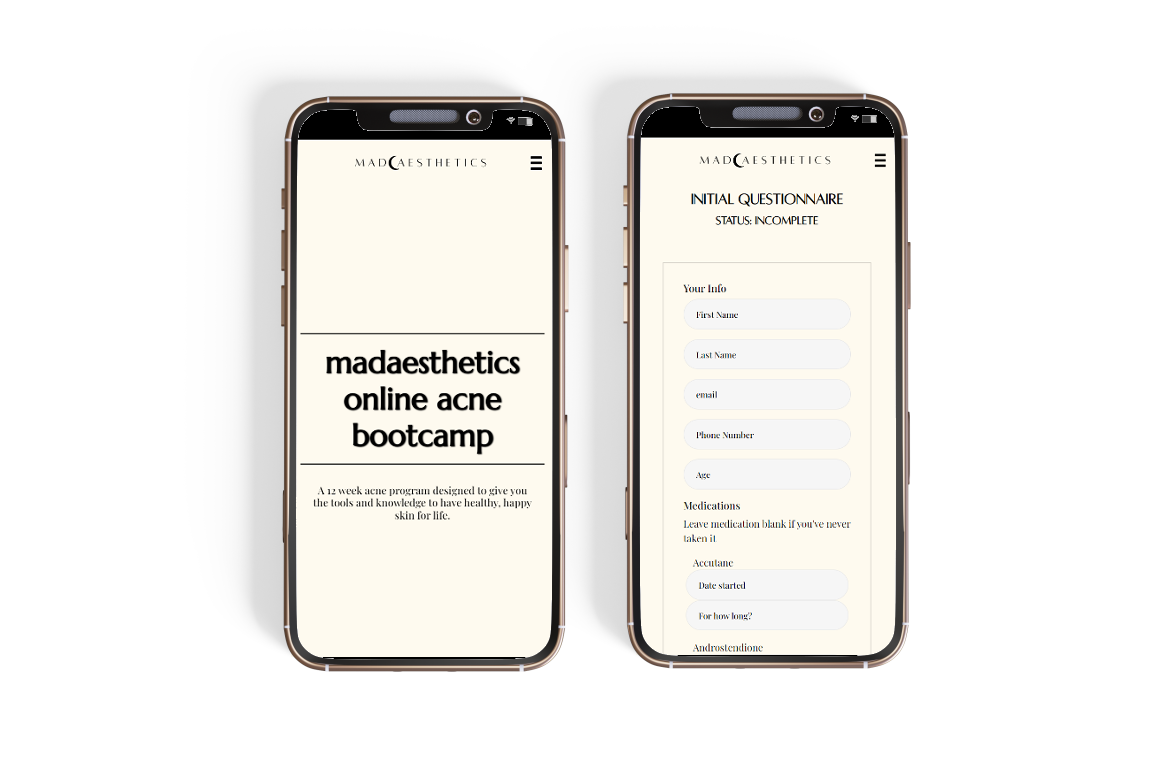 MADAESTHETICS
madaesthetics
online acne
bootcamp
A 12 week acne program designed to give you
the tools and knowledge to have healthy, happy
skin for life.
MADAESTHETICS
INITIAL QUESTIONNAIRE
STATUS: INCOMPLETE
Your Info
First Name
Last Name
email
Phone Number
Age
Medications
Leave medication blank if you've never
taken it
Accutane
Date started
For how long?
Androstendione